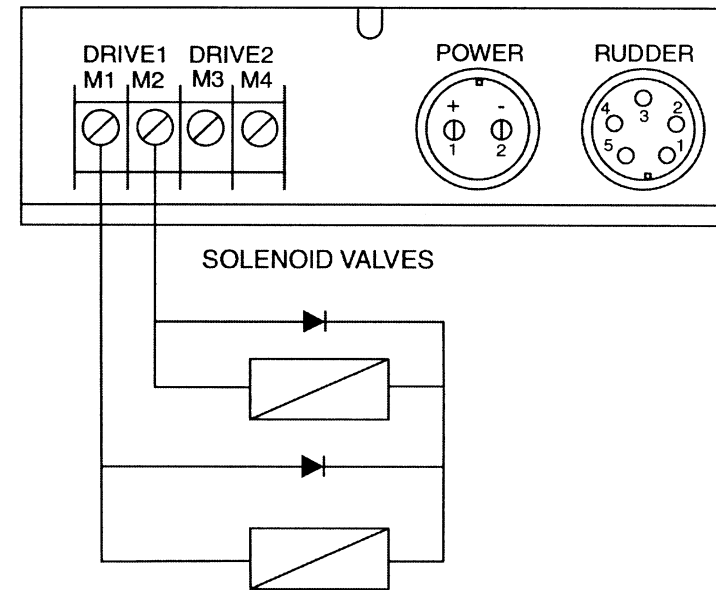 DRIVE1 DRIVE2 POWER RUDDER
M1 M2 M3 M4
+ -
1 2
4 3 2
5 1
SOLENOID VALVES